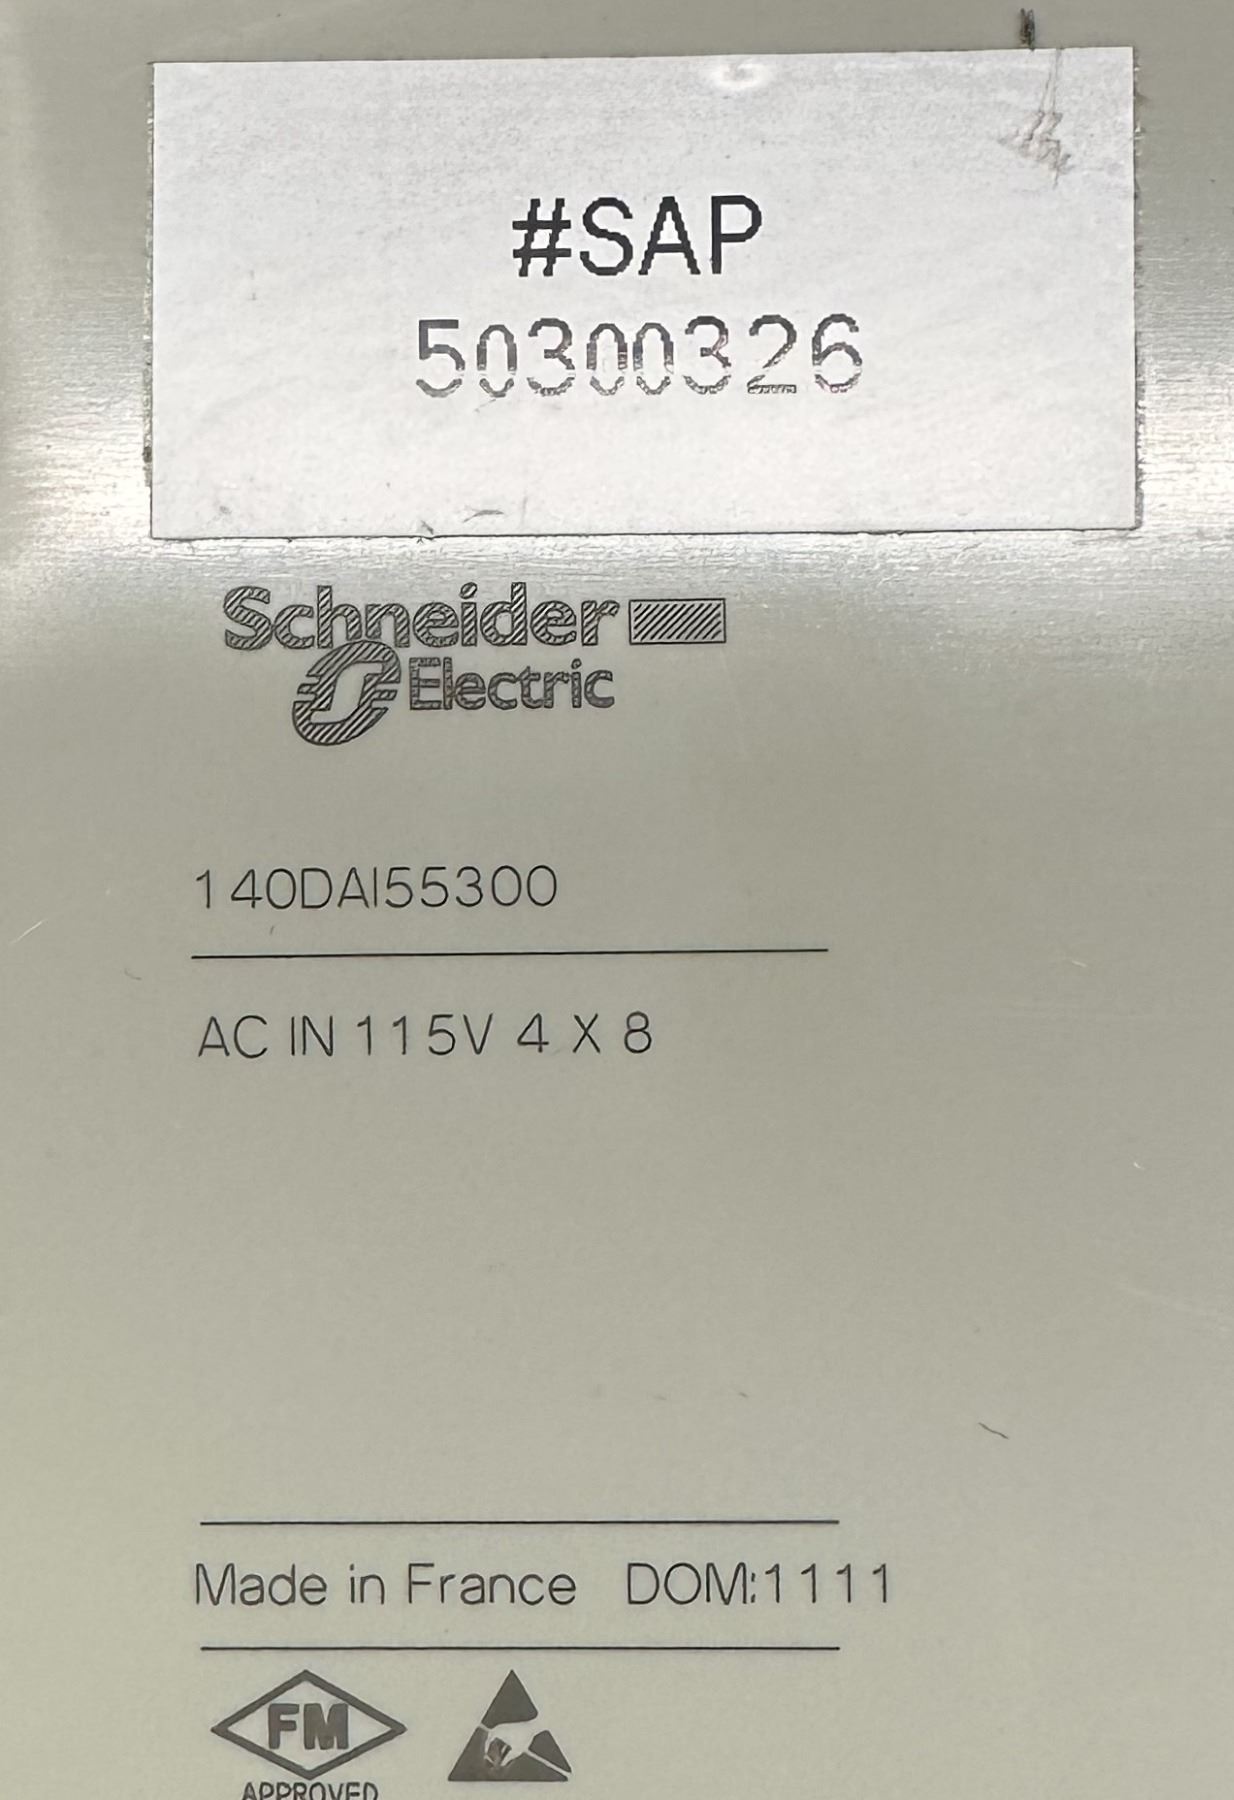 #SAP
50300326
Schneider
Electric
140DAI55300
AC IN 115V 4 X 8
Made in France DOM:1111
FM
APPROVED